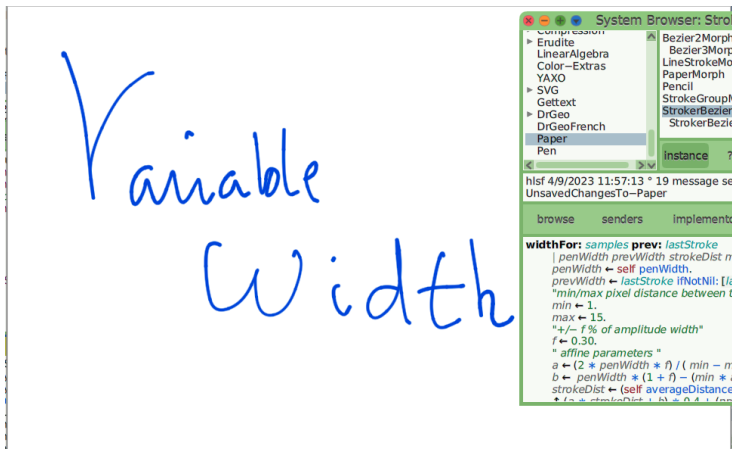 Variable
Width
System Browser: Stro
Compression
Erudite
LinearAlgebra
Color-Extras
YAXO
SVG
Gettext
DrGeo
DrGeoFrench
Paper
Pen
Bezier2Morph
Bezier3Morp
LineStrokeMo
PaperMorph
Pencil
StrokeGroupM
StrokerBezier
StrokerBezie
instance ?
hlsf 4/9/2023 11:57:13 ° 19 message se
UnsavedChangesTo-Paper
browse senders implemento
widthFor: samples prev: lastStroke
| penWidth prevWidth strokeDist m
penWidth ← self penWidth.
prevWidth ← lastStroke ifNotNil: [la
"min/max pixel distance between t
min ← 1.
max ← 15.
"+/- f % of amplitude width"
f ← 0.30.
" affine parameters "
a ← (2 * penWidth * f) / ( min - m
b ← penWidth * (1 + f) - (min * a
strokeDist ← (self averageDistance